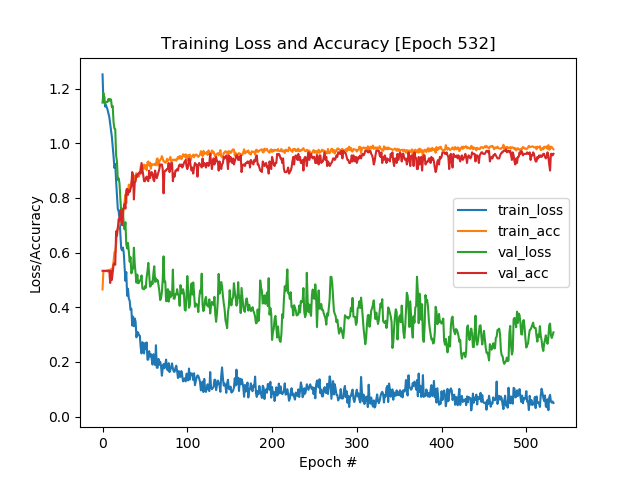 Training Loss and Accuracy [Epoch 532]
Loss/Accuracy
1.2
1.0
0.8
0.6
0.4
0.2
0.0
train_loss
train_acc
val_loss
val_acc
0 100 200 300 400 500
Epoch #